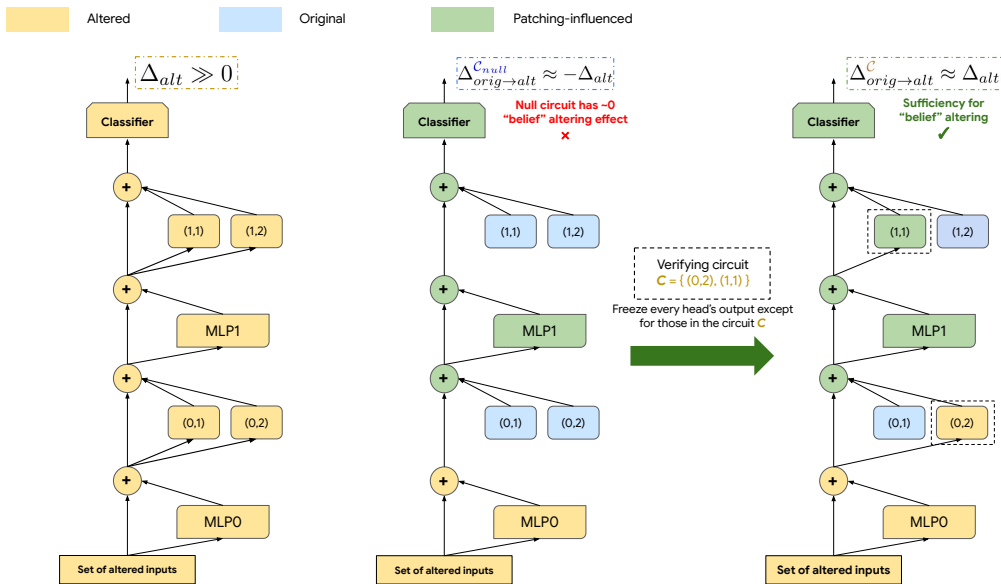 Altered
Original
Patching-influenced
Δ_alt ≫ 0
Classifier
+
(1,1)
(1,2)
+
MLP1
+
(0,1)
(0,2)
+
MLP0
Set of altered inputs
Δ^{C_null}_{orig→alt} ≈ −Δ_alt
Null circuit has ~0
“belief” altering effect
×
Classifier
+
(1,1)
(1,2)
+
MLP1
+
(0,1)
(0,2)
+
MLP0
Set of altered inputs
Verifying circuit
C = { (0,2), (1,1) }
Freeze every head's output except
for those in the circuit C
Δ^{C}_{orig→alt} ≈ Δ_alt
Sufficiency for
“belief” altering
✓
Classifier
+
(1,1)
(1,2)
+
MLP1
+
(0,1)
(0,2)
+
MLP0
Set of altered inputs